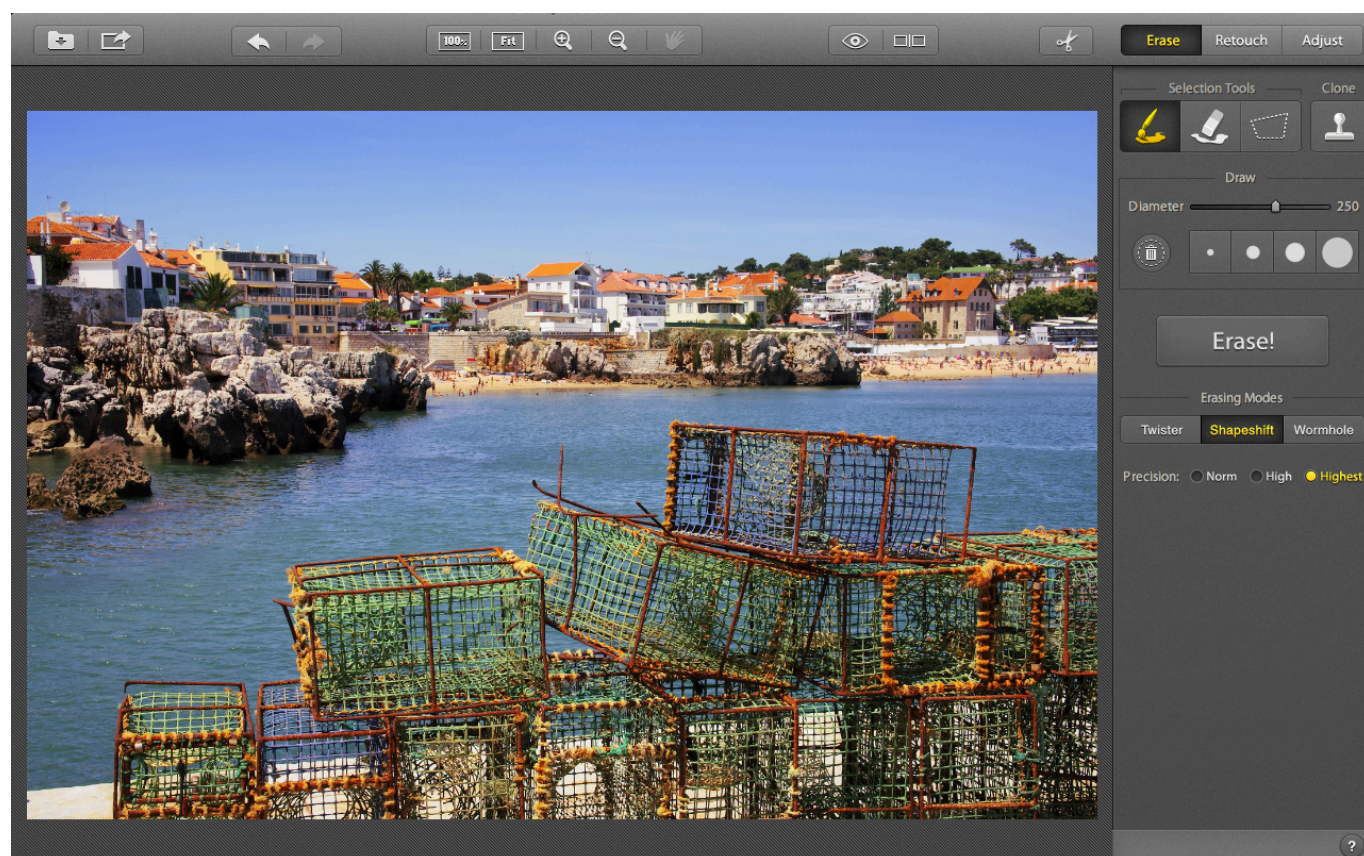 100%
Fit
Erase
Retouch
Adjust
Selection Tools
Clone
Draw
Diameter
250
Erase!
Erasing Modes
Twister
Shapeshift
Wormhole
Precision:
Norm
High
Highest
?